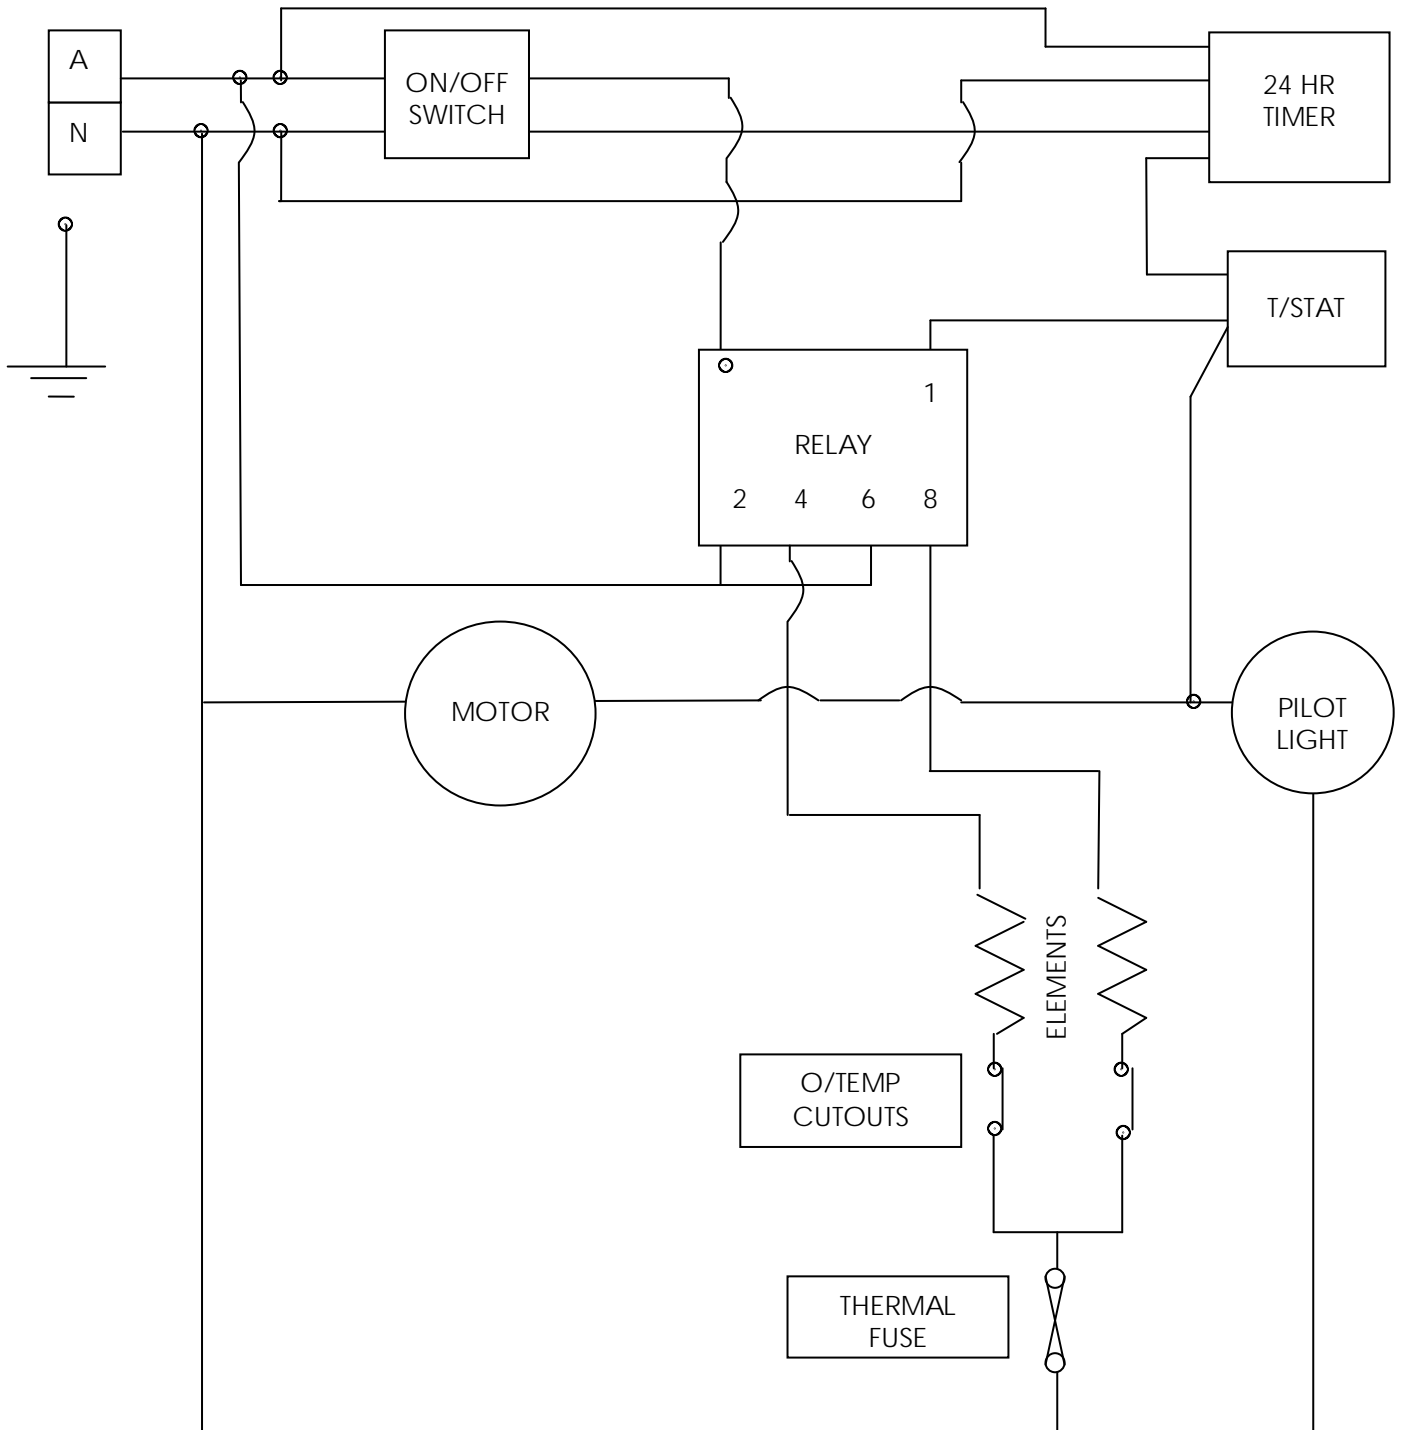 A
N
ON/OFF
SWITCH
24 HR
TIMER
T/STAT
1
RELAY
2 4 6 8
MOTOR
PILOT
LIGHT
ELEMENTS
O/TEMP
CUTOUTS
THERMAL
FUSE